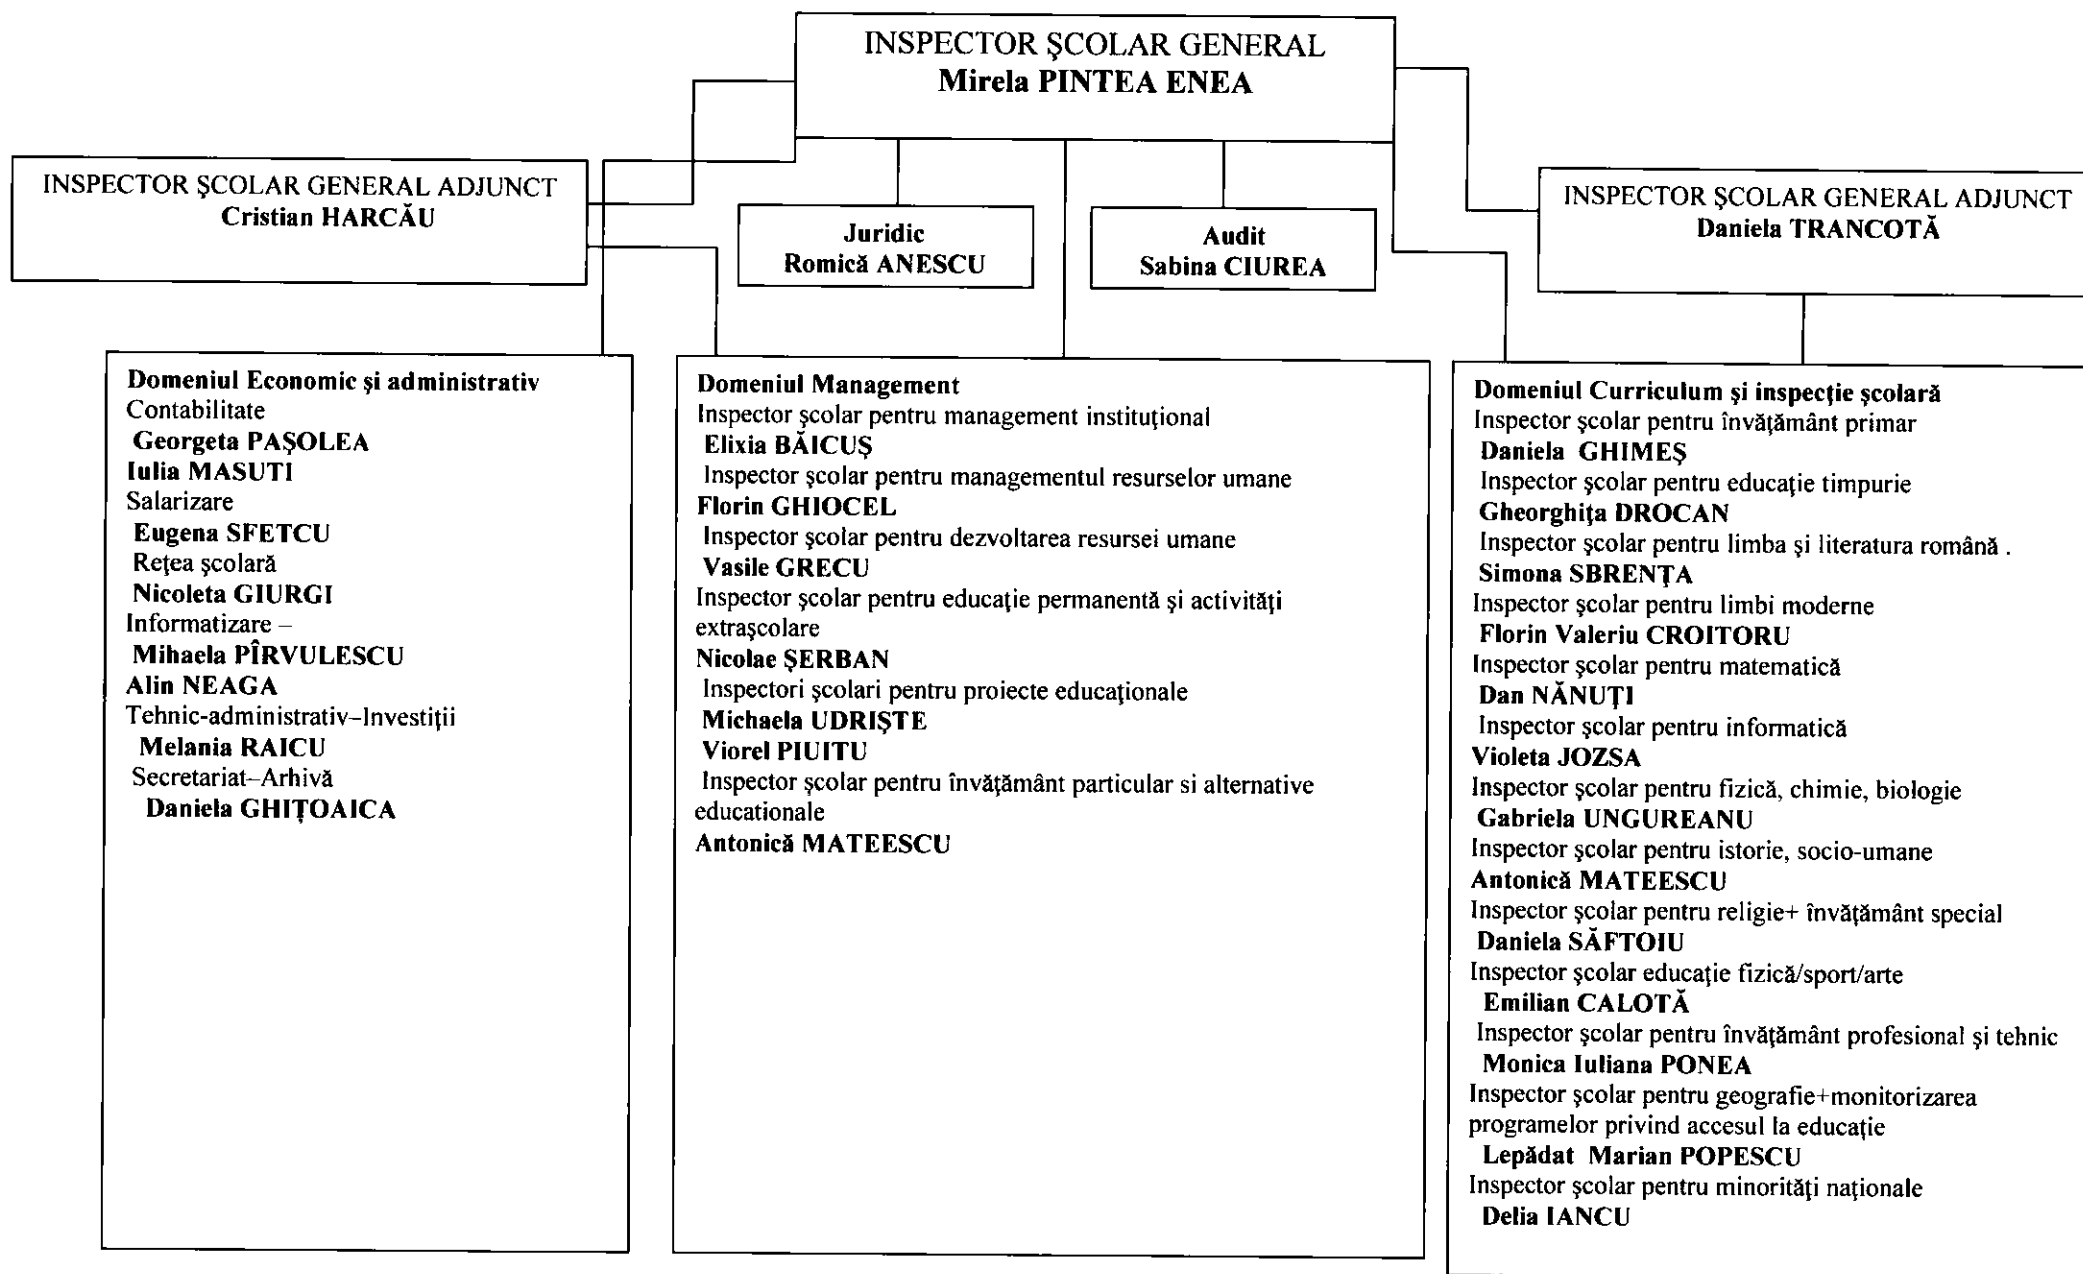 INSPECTOR ŞCOLAR GENERAL
Mirela PINTEA ENEA
INSPECTOR ŞCOLAR GENERAL ADJUNCT
Cristian HARCĂU
Juridic
Romică ANESCU
Audit
Sabina CIUREA
INSPECTOR ŞCOLAR GENERAL ADJUNCT
Daniela TRANCOTĂ
Domeniul Economic şi administrativ
Contabilitate
Georgeta PAŞOLEA
Iulia MASUTI
Salarizare
Eugena SFETCU
Reţea şcolară
Nicoleta GIURGI
Informatizare –
Mihaela PÎRVULESCU
Alin NEAGA
Tehnic-administrativ–Investiţii
Melania RAICU
Secretariat–Arhivă
Daniela GHIŢOAICA
Domeniul Management
Inspector şcolar pentru management instituţional
Elixia BĂICUŞ
Inspector şcolar pentru managementul resurselor umane
Florin GHIOCEL
Inspector şcolar pentru dezvoltarea resursei umane
Vasile GRECU
Inspector şcolar pentru educaţie permanentă şi activităţi
extraşcolare
Nicolae ŞERBAN
Inspectori şcolari pentru proiecte educaţionale
Michaela UDRIŞTE
Viorel PIUITU
Inspector şcolar pentru învăţământ particular si alternative
educationale
Antonică MATEESCU
Domeniul Curriculum şi inspecţie şcolară
Inspector şcolar pentru învăţământ primar
Daniela GHIMEŞ
Inspector şcolar pentru educaţie timpurie
Gheorghiţa DROCAN
Inspector şcolar pentru limba şi literatura română .
Simona SBRENŢA
Inspector şcolar pentru limbi moderne
Florin Valeriu CROITORU
Inspector şcolar pentru matematică
Dan NĂNUŢI
Inspector şcolar pentru informatică
Violeta JOZSA
Inspector şcolar pentru fizică, chimie, biologie
Gabriela UNGUREANU
Inspector şcolar pentru istorie, socio-umane
Antonică MATEESCU
Inspector şcolar pentru religie+ învăţământ special
Daniela SĂFTOIU
Inspector şcolar educaţie fizică/sport/arte
Emilian CALOTĂ
Inspector şcolar pentru învăţământ profesional şi tehnic
Monica Iuliana PONEA
Inspector şcolar pentru geografie+monitorizarea
programelor privind accesul la educaţie
Lepădat Marian POPESCU
Inspector şcolar pentru minorităţi naţionale
Delia IANCU